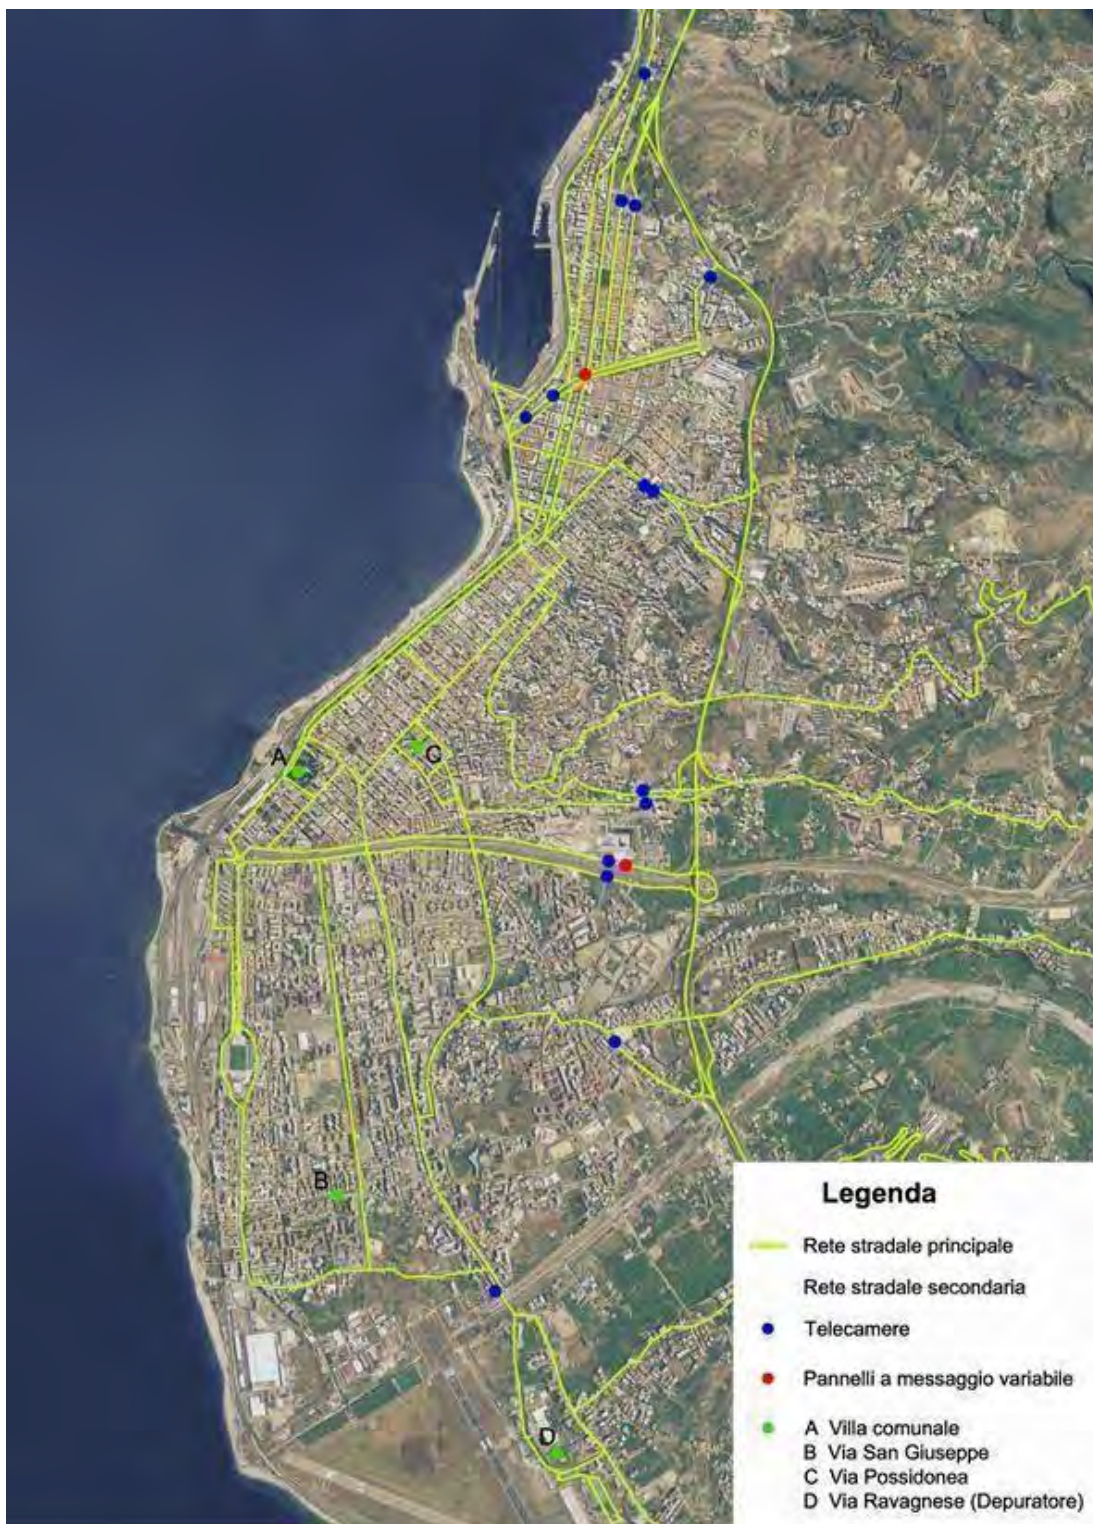 A
C
B
D
Legenda
Rete stradale principale
Rete stradale secondaria
Telecamere
Pannelli a messaggio variabile
A Villa comunale
B Via San Giuseppe
C Via Possidonea
D Via Ravagnese (Depuratore)